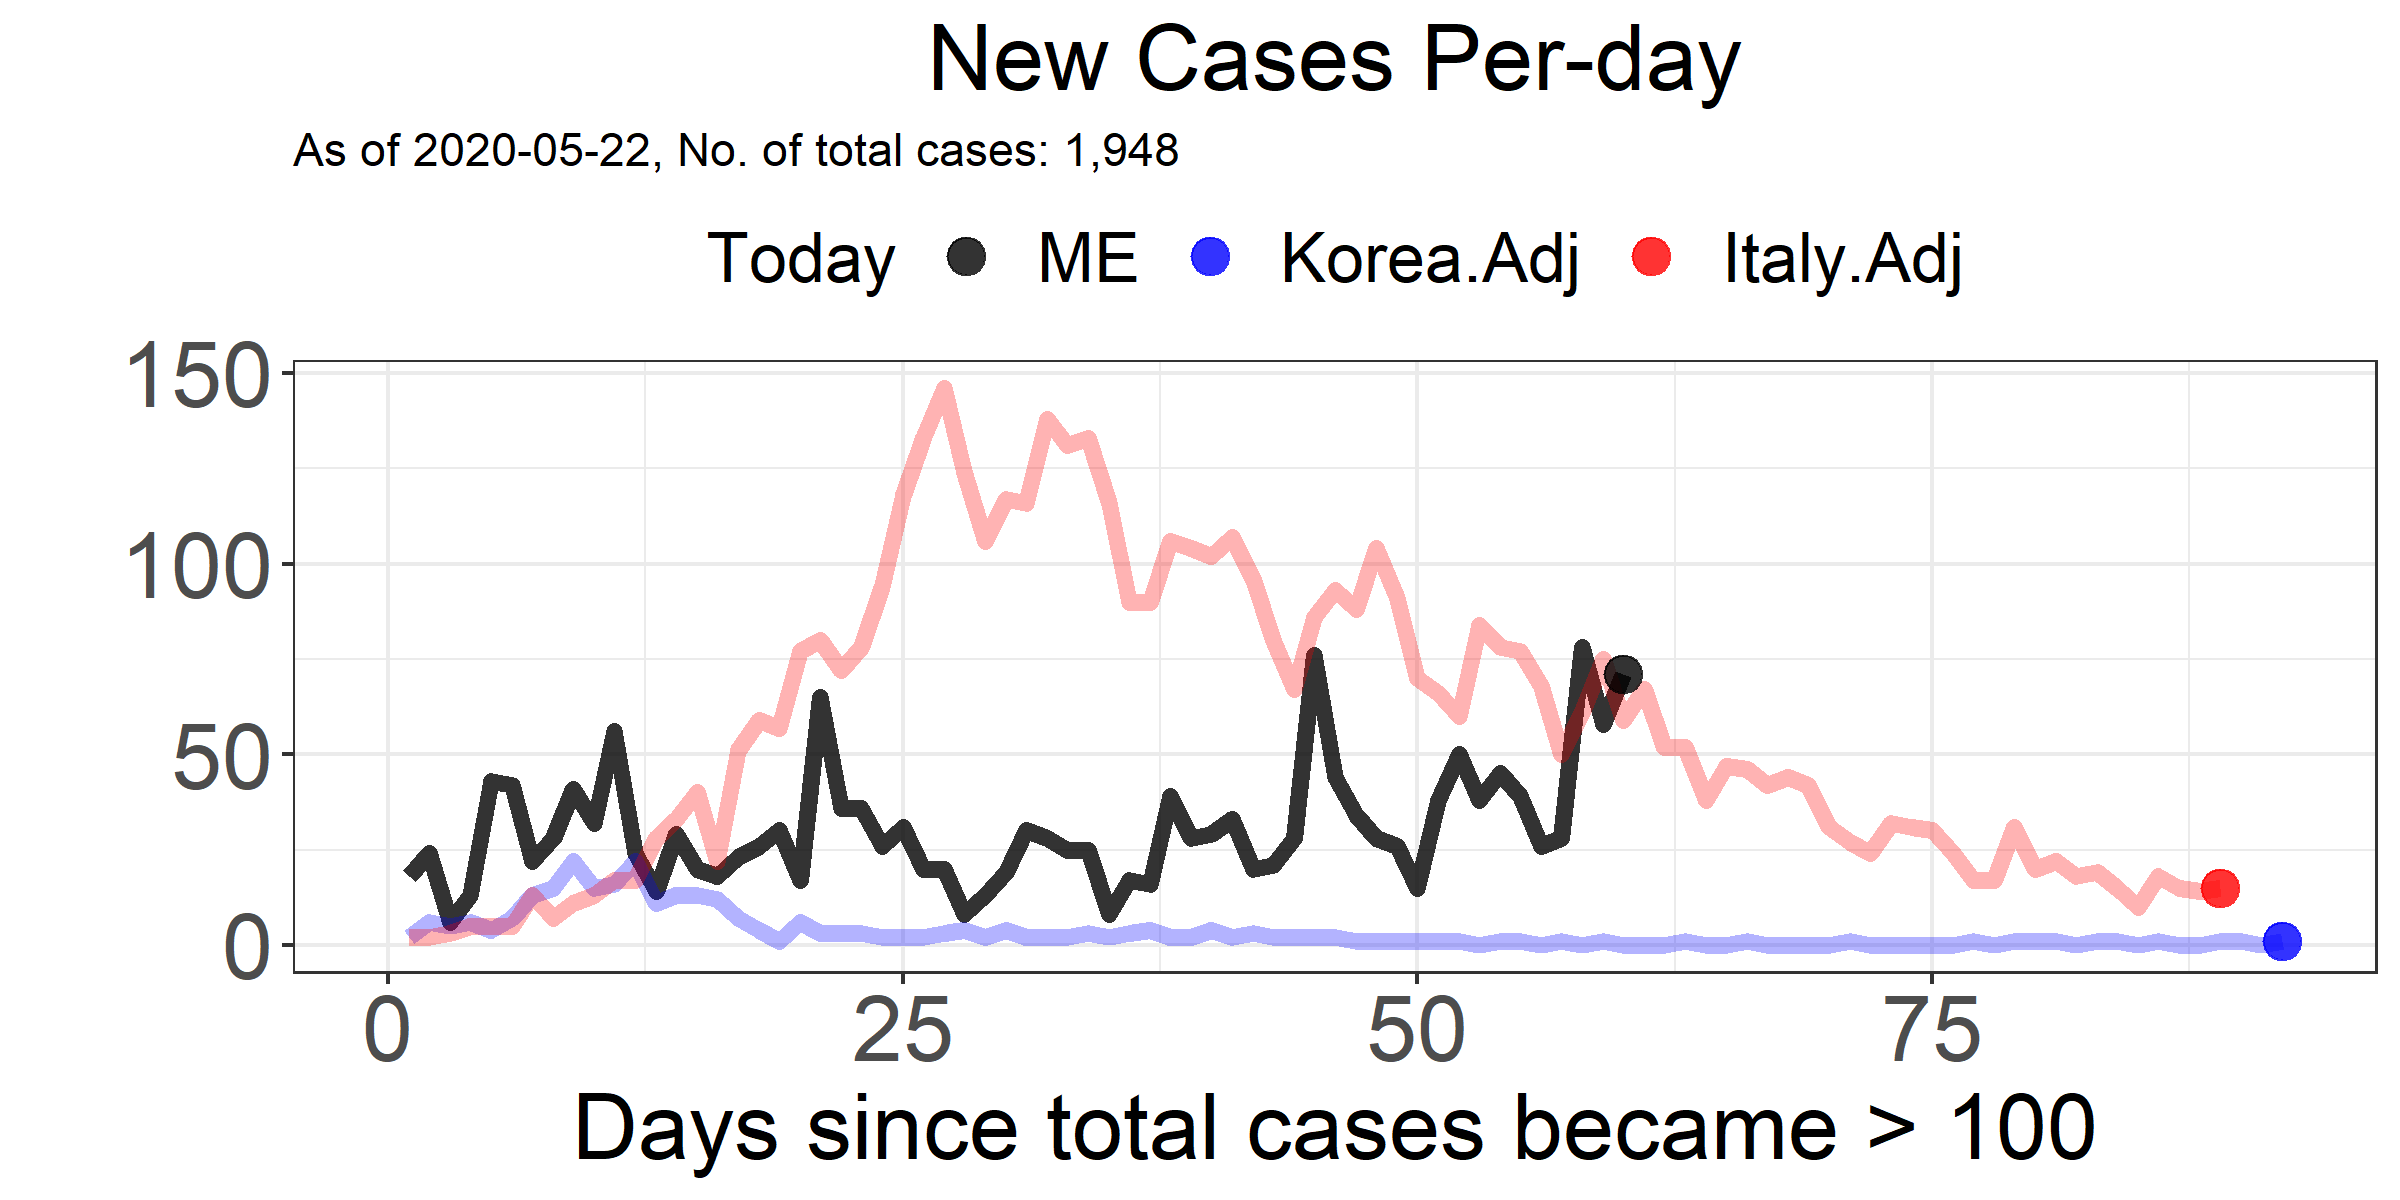 New Cases Per-day
As of 2020-05-22, No. of total cases: 1,948
Today ME Korea.Adj Italy.Adj
150
100
50
0
0 25 50 75
Days since total cases became > 100